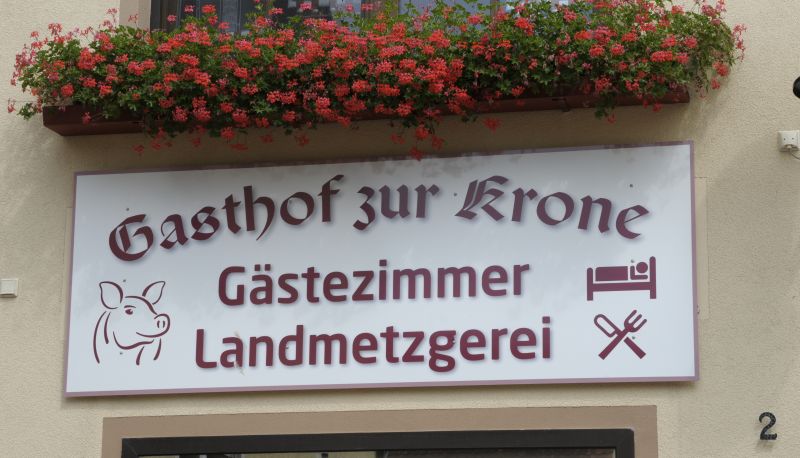 Gasthof zur Krone
Gästezimmer
Landmetzgerei
2